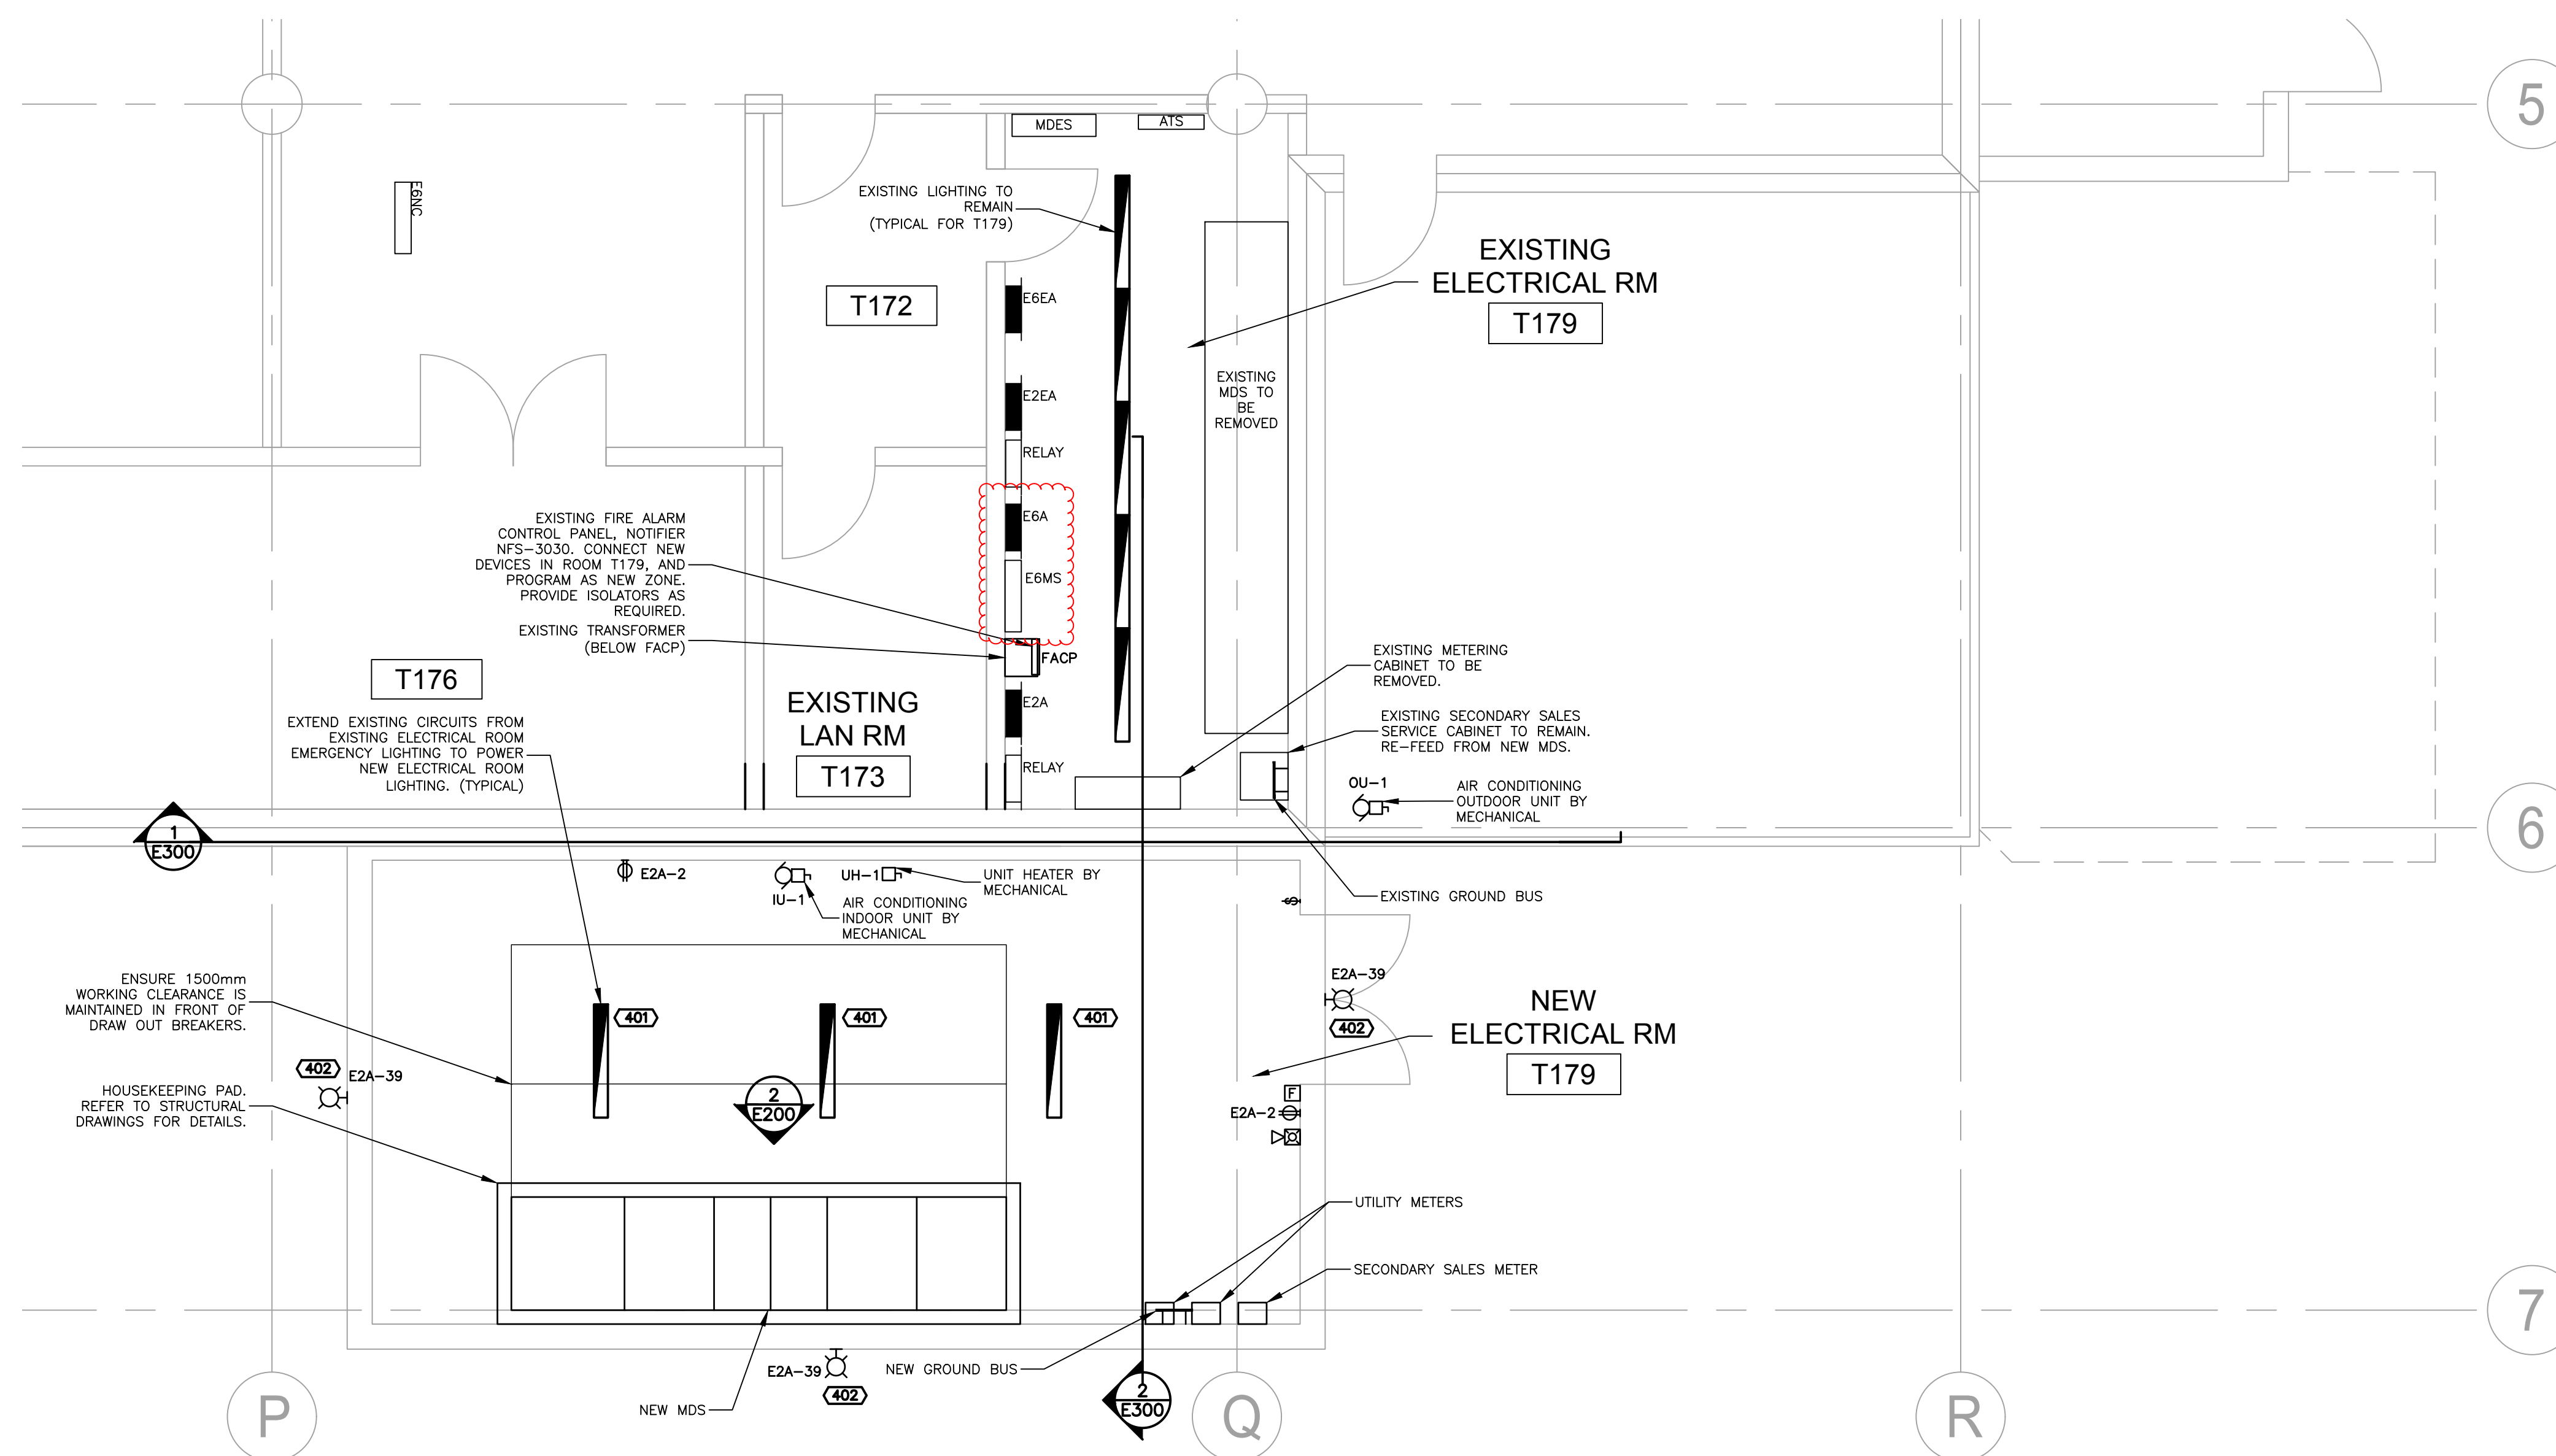 5
MDES
ATS
E6NC
EXISTING LIGHTING TO
REMAIN
(TYPICAL FOR T179)
EXISTING
ELECTRICAL RM
T179
T172
E6EA
EXISTING
MDS TO
BE
REMOVED
E2EA
RELAY
EXISTING FIRE ALARM
CONTROL PANEL, NOTIFIER
NFS-3030. CONNECT NEW
DEVICES IN ROOM T179, AND
PROGRAM AS NEW ZONE.
PROVIDE ISOLATORS AS
REQUIRED.
E6A
E6MS
EXISTING TRANSFORMER
(BELOW FACP)
FACP
EXISTING METERING
CABINET TO BE
REMOVED.
T176
EXISTING
LAN RM
T173
E2A
EXTEND EXISTING CIRCUITS FROM
EXISTING ELECTRICAL ROOM
EMERGENCY LIGHTING TO POWER
NEW ELECTRICAL ROOM
LIGHTING. (TYPICAL)
RELAY
EXISTING SECONDARY SALES
SERVICE CABINET TO REMAIN.
RE-FEED FROM NEW MDS.
OU-1
AIR CONDITIONING
OUTDOOR UNIT BY
MECHANICAL
6
1
E300
E2A-2
IU-1
UH-1
UNIT HEATER BY
MECHANICAL
AIR CONDITIONING
INDOOR UNIT BY
MECHANICAL
$
EXISTING GROUND BUS
ENSURE 1500mm
WORKING CLEARANCE IS
MAINTAINED IN FRONT OF
DRAW OUT BREAKERS.
401
401
401
E2A-39
402
NEW
ELECTRICAL RM
T179
402
E2A-39
HOUSEKEEPING PAD.
REFER TO STRUCTURAL
DRAWINGS FOR DETAILS.
2
E200
F
E2A-2
UTILITY METERS
SECONDARY SALES METER
7
E2A-39
402
NEW GROUND BUS
NEW MDS
2
E300
P
Q
R